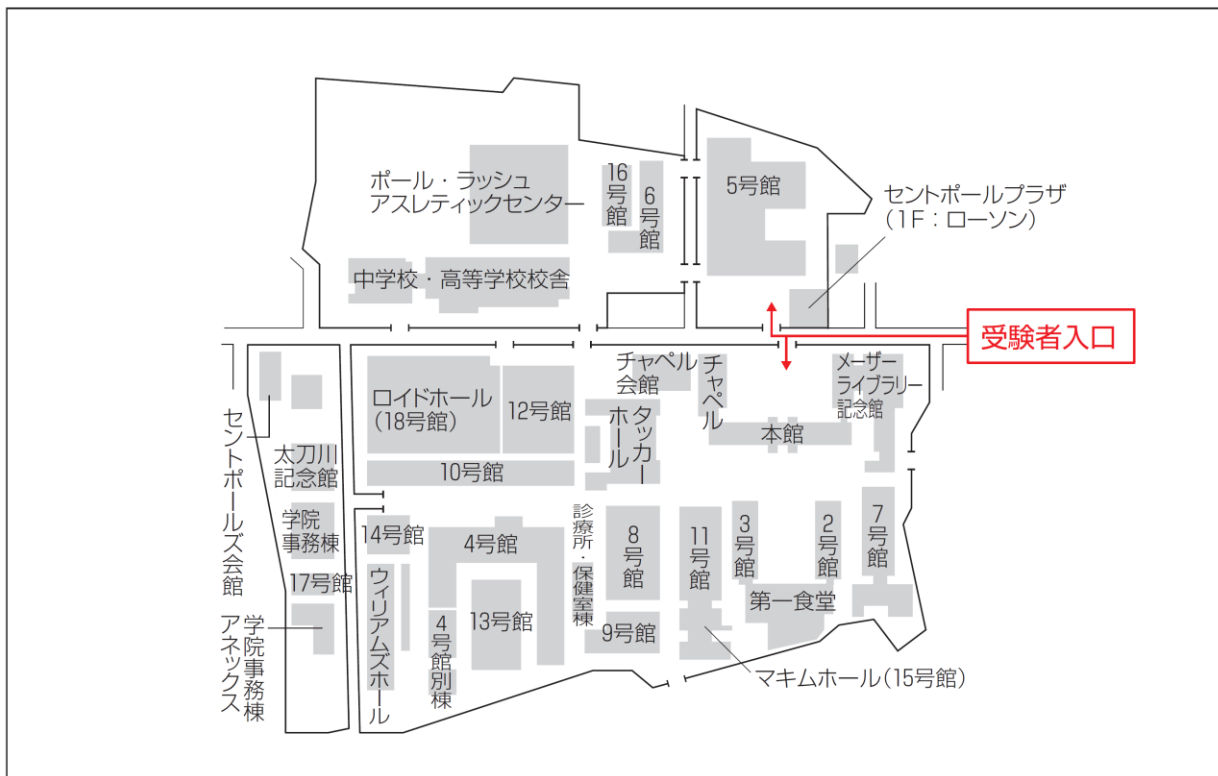 ポール・ラッシュ
アスレティックセンター
16号館
6号館
5号館
セントポールプラザ
(1F：ローソン)
中学校・高等学校校舎
受験者入口
チャペル
会館
チャペル
メーザー
ライブラリー
記念館
ロイドホール
(18号館)
12号館
タッカー
ホール
本館
10号館
セントポールズ会館
太刀川
記念館
学院
事務棟
14号館
4号館
診療所・保健室棟
8号館
11号館
3号館
2号館
7号館
17号館
ウィリアムズホール
4号館別棟
13号館
9号館
第一食堂
学院事務棟
アネックス
マキムホール(15号館)